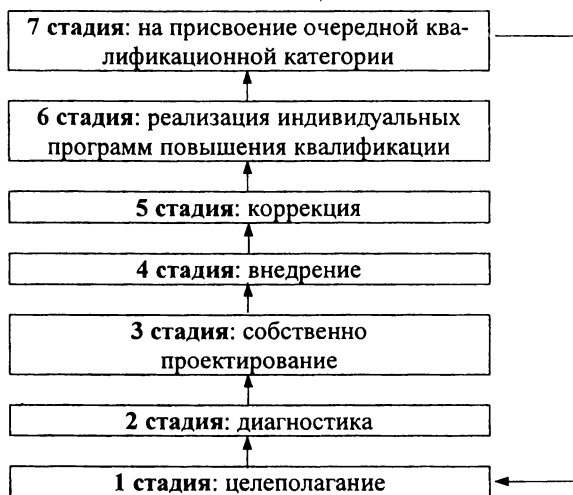 7 стадия: на присвоение очередной ква-
лификационной категории
6 стадия: реализация индивидуальных
программ повышения квалификации
5 стадия: коррекция
4 стадия: внедрение
3 стадия: собственно
проектирование
2 стадия: диагностика
1 стадия: целеполагание